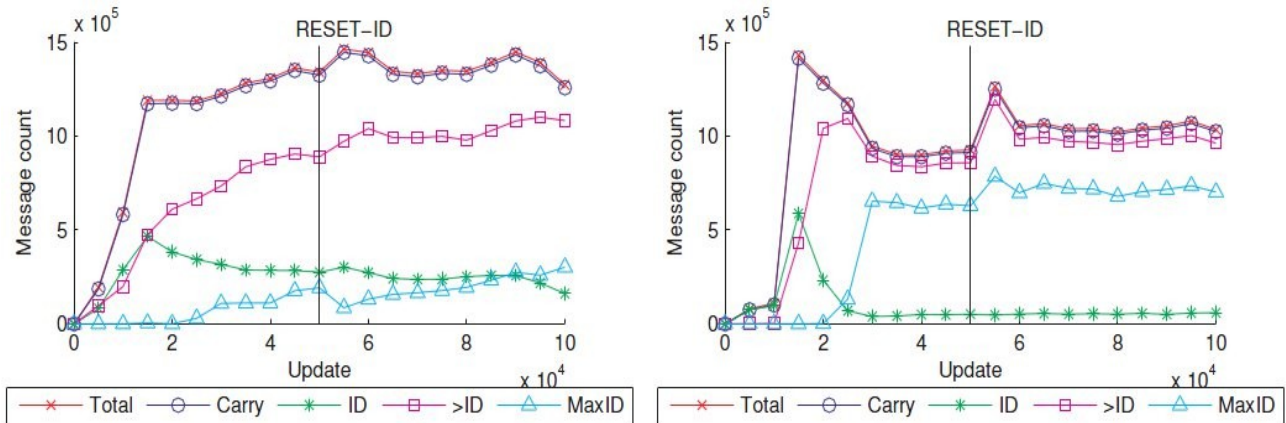 x 10^5
RESET-ID
15
10
5
0
Message count
0 2 4 6 8 10
Update
x 10^4
Total Carry ID >ID MaxID
x 10^5
RESET-ID
15
10
5
0
Message count
0 2 4 6 8 10
Update
x 10^4
Total Carry ID >ID MaxID